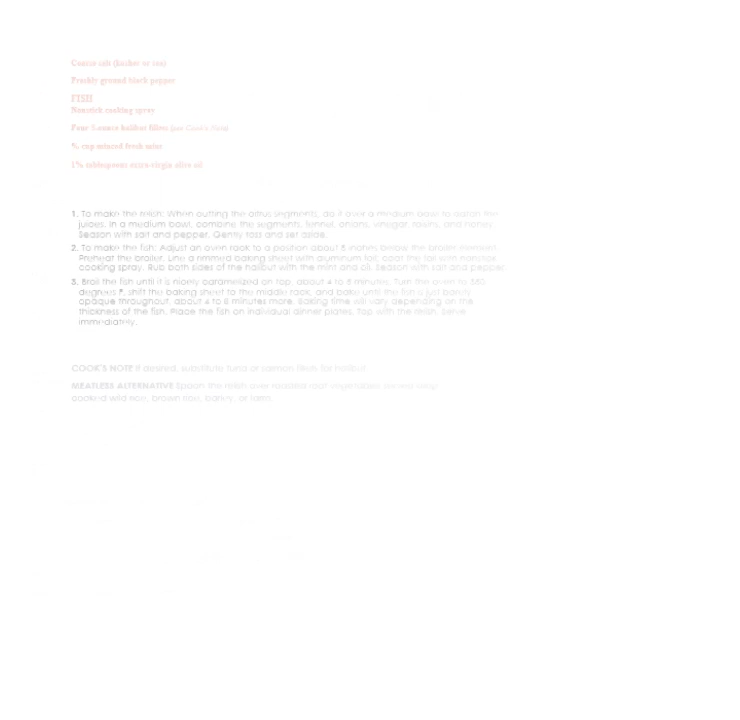 Coarse salt (kosher or sea)
Freshly ground black pepper
FISH
Nonstick cooking spray
Four 5-ounce halibut fillets (see Cook's Note)
cup minced fresh mint
1½ tablespoons extra-virgin olive oil
1. To make the relish: When cutting the citrus segments, do it over a medium bowl to catch the
juices. In a medium bowl, combine the segments, fennel, onions, vinegar, raisins, and honey.
Season with salt and pepper. Gently toss and set aside.
2. To make the fish: Adjust an oven rack to a position about 5 inches below the broiler element.
Preheat the broiler. Line a rimmed baking sheet with aluminum foil; coat the foil with nonstick
cooking spray. Rub both sides of the halibut with the mint and oil. Season with salt and pepper.
3. Broil the fish until it is nicely caramelized on top, about 4 to 6 minutes. Turn the oven to 350
degrees F, shift the baking sheet to the middle rack, and bake until the fish is just barely
opaque throughout, about 4 to 6 minutes more. Baking time will vary depending on the
thickness of the fish. Place the fish on individual dinner plates. Top with the relish. Serve
immediately.
COOK'S NOTE If desired, substitute tuna or salmon fillets for halibut.
MEATLESS ALTERNATIVE Spoon the relish over roasted root vegetables served over
cooked wild rice, brown rice, barley, or farro.